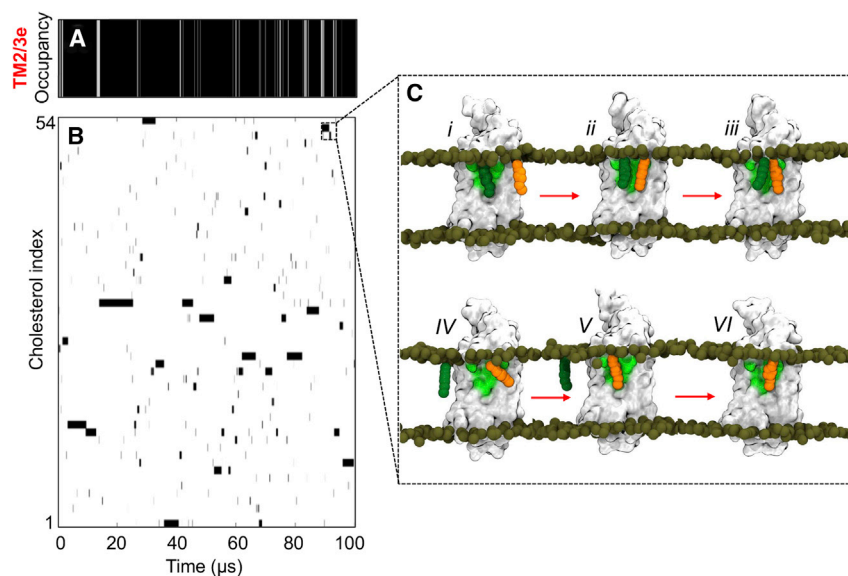 TM2/3e
Occupancy
A
B
54
Cholesterol index
1
0 20 40 60 80 100
Time (µs)
C
i ii iii
IV V VI